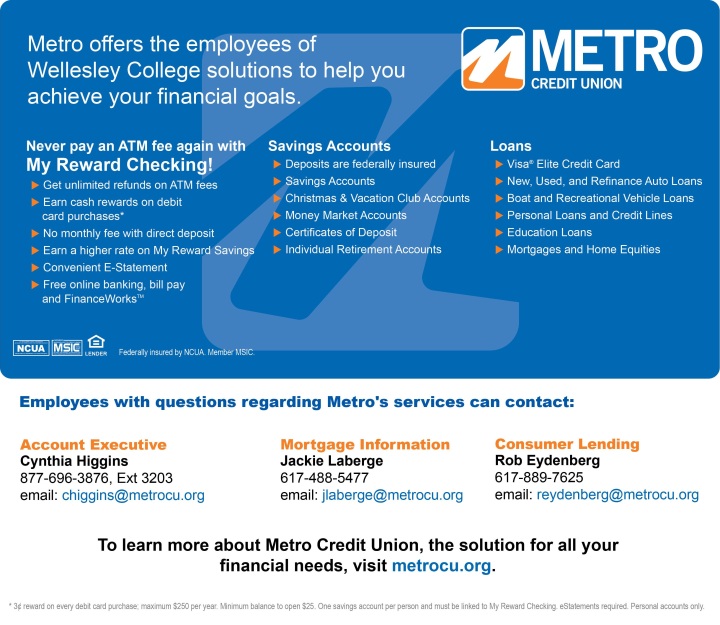 Metro offers the employees of
Wellesley College solutions to help you
achieve your financial goals.
METRO
CREDIT UNION
Never pay an ATM fee again with
My Reward Checking!
Get unlimited refunds on ATM fees
Earn cash rewards on debit
card purchases*
No monthly fee with direct deposit
Earn a higher rate on My Reward Savings
Convenient E-Statement
Free online banking, bill pay
and FinanceWorks™
Savings Accounts
Deposits are federally insured
Savings Accounts
Christmas & Vacation Club Accounts
Money Market Accounts
Certificates of Deposit
Individual Retirement Accounts
Loans
Visa® Elite Credit Card
New, Used, and Refinance Auto Loans
Boat and Recreational Vehicle Loans
Personal Loans and Credit Lines
Education Loans
Mortgages and Home Equities
NCUA MSIC LENDER Federally insured by NCUA. Member MSIC.
Employees with questions regarding Metro's services can contact:
Account Executive
Cynthia Higgins
877-696-3876, Ext 3203
email: chiggins@metrocu.org
Mortgage Information
Jackie Laberge
617-488-5477
email: jlaberge@metrocu.org
Consumer Lending
Rob Eydenberg
617-889-7625
email: reydenberg@metrocu.org
To learn more about Metro Credit Union, the solution for all your
financial needs, visit metrocu.org.
* 3¢ reward on every debit card purchase; maximum $250 per year. Minimum balance to open $25. One savings account per person and must be linked to My Reward Checking. eStatements required. Personal accounts only.